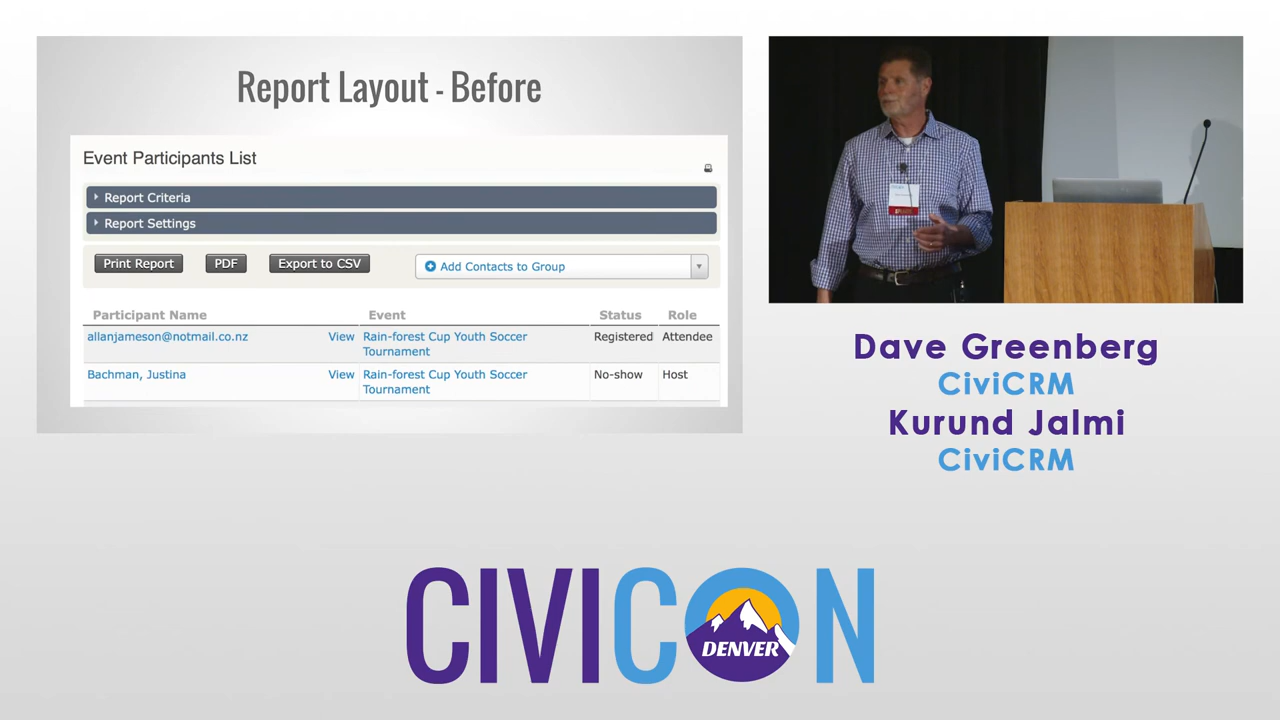 Report Layout - Before
Event Participants List
Report Criteria
Report Settings
Print Report
PDF
Export to CSV
Add Contacts to Group
Participant Name
Event
Status
Role
allanjameson@notmail.co.nz
View
Rain-forest Cup Youth Soccer
Tournament
Registered
Attendee
Bachman, Justina
View
Rain-forest Cup Youth Soccer
Tournament
No-show
Host
Dave Greenberg
CiviCRM
Kurund Jalmi
CiviCRM
CIVICON
DENVER